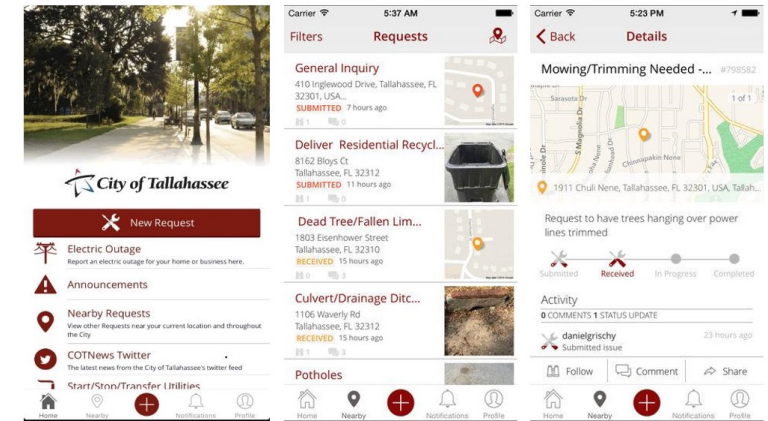 City of Tallahassee
New Request
Electric Outage
Report an electric outage for your home or business here.
Announcements
Nearby Requests
View other Requests near your current location and throughout
the City
COTNews Twitter
The latest news from the City of Tallahassee's twitter feed
Start/Stop/Transfer Utilities
Home
Nearby
Notifications
Profile
Carrier
5:37 AM
Filters
Requests
General Inquiry
410 Inglewood Drive, Tallahassee, FL
32301, USA...
SUBMITTED 7 hours ago
1 0
Deliver Residential Recycl...
8162 Bloys Ct
Tallahassee, FL 32312
SUBMITTED 11 hours ago
1 0
Dead Tree/Fallen Lim...
1803 Eisenhower Street
Tallahassee, FL 32310
RECEIVED 15 hours ago
0 3
Culvert/Drainage Ditc...
1106 Waverly Rd
Tallahassee, FL 32312
RECEIVED 15 hours ago
1 3
Potholes
Home
Nearby
Notifications
Profile
Carrier
5:23 PM
Back
Details
Mowing/Trimming Needed -... #798582
1 of 1
Sarasota Dr
S Magnolia Dr
Chinnapakin Nene
1911 Chuli Nene, Tallahassee, FL 32301, USA, Tallah...
Request to have trees hanging over power
lines trimmed
Submitted
Received
In Progress
Completed
Activity
0 COMMENTS 1 STATUS UPDATE
danielgrischy
23 hours ago
Submitted issue
Follow
Comment
Share
Home
Nearby
Notifications
Profile